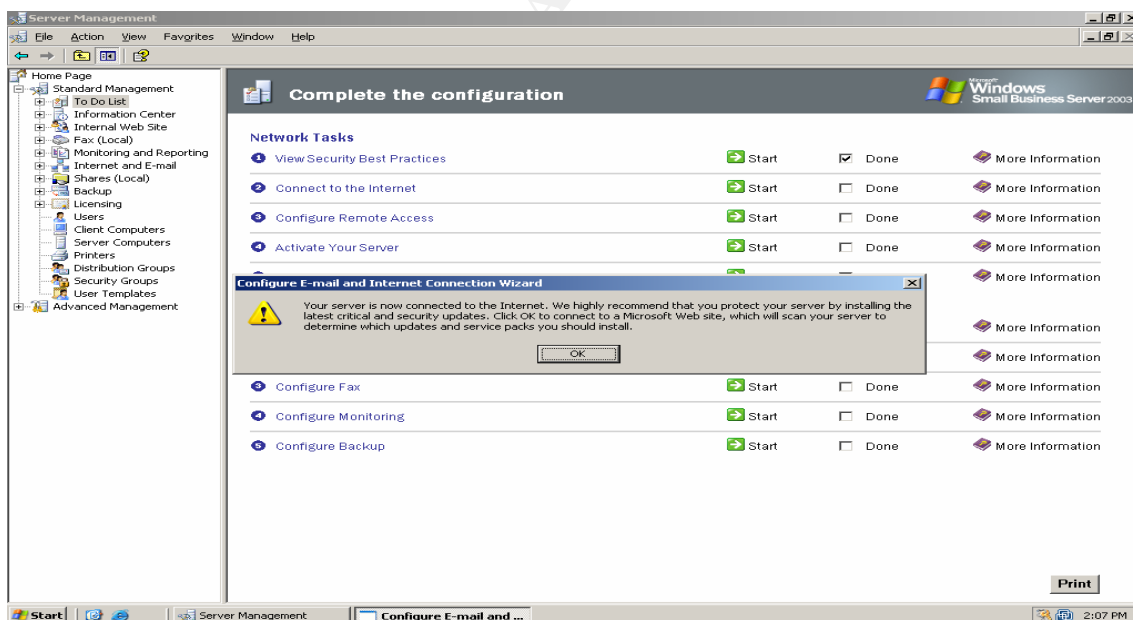 Server Management
File Action View Favorites Window Help
Home Page
Standard Management
To Do List
Information Center
Internal Web Site
Fax (Local)
Monitoring and Reporting
Internet and E-mail
Shares (Local)
Backup
Licensing
Users
Client Computers
Server Computers
Printers
Distribution Groups
Security Groups
User Templates
Advanced Management
Complete the configuration
Microsoft
Windows
Small Business Server 2003
Network Tasks
1 View Security Best Practices Start Done More Information
2 Connect to the Internet Start Done More Information
3 Configure Remote Access Start Done More Information
4 Activate Your Server Start Done More Information
More Information
Configure E-mail and Internet Connection Wizard
Your server is now connected to the Internet. We highly recommend that you protect your server by installing the
latest critical and security updates. Click OK to connect to a Microsoft Web site, which will scan your server to
determine which updates and service packs you should install.
OK
More Information
More Information
3 Configure Fax Start Done More Information
4 Configure Monitoring Start Done More Information
5 Configure Backup Start Done More Information
Print
Start Server Management Configure E-mail and ... 2:07 PM